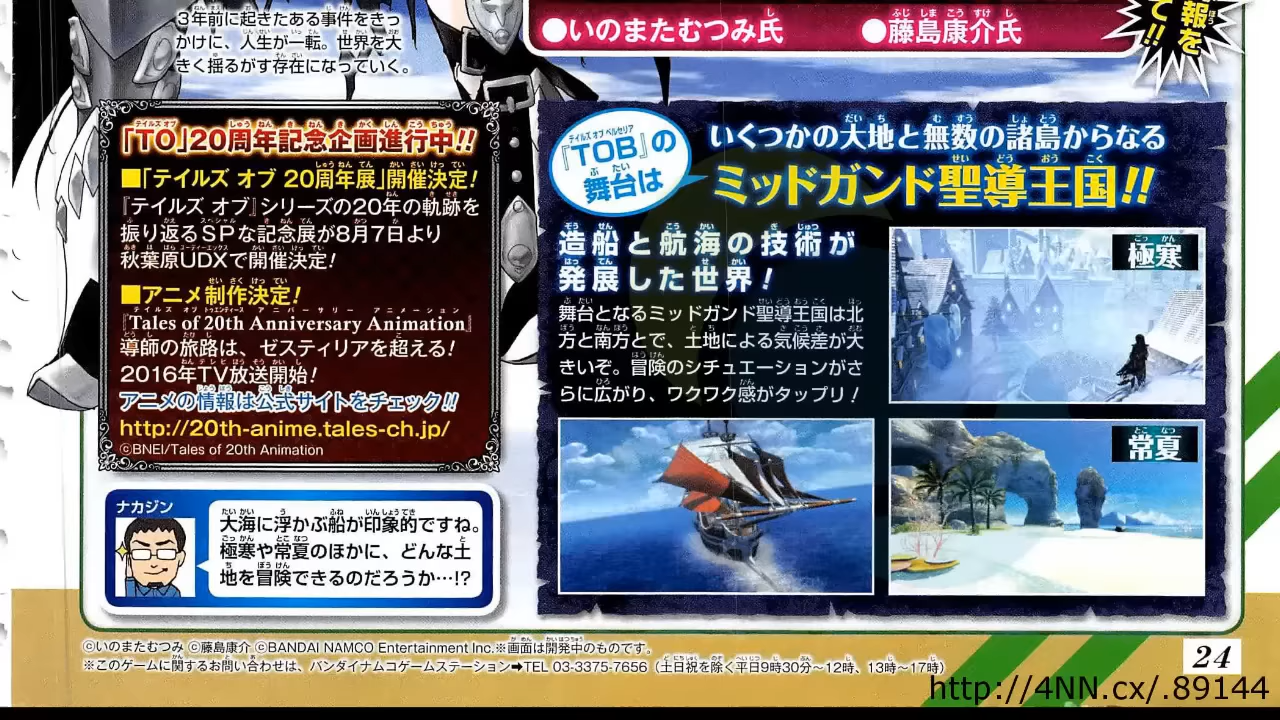 3年前に起きたある事件をきっ
かけに、人生が一転。世界を大
きく揺るがす存在になっていく。
●いのまたむつみ氏 ●藤島康介氏
報を
て!!
「TO」20周年記念企画進行中!!
■「テイルズ オブ 20周年展」開催決定!
『テイルズ オブ』シリーズの20年の軌跡を
振り返るSPな記念展が8月7日より
秋葉原UDXで開催決定!
■アニメ制作決定!
『Tales of 20th Anniversary Animation』
導師の旅路は、ゼスティリアを超える!
2016年TV放送開始!
アニメの情報は公式サイトをチェック!!
http://20th-anime.tales-ch.jp/
©BNEI/Tales of 20th Animation
ナカジン
大海に浮かぶ船が印象的ですね。
極寒や常夏のほかに、どんな土
地を冒険できるのだろうか…!?
『TOB』の
舞台は
いくつかの大地と無数の諸島からなる
ミッドガンド聖導王国!!
造船と航海の技術が
発展した世界!
舞台となるミッドガンド聖導王国は北
方と南方とで、土地による気候差が大
きいぞ。冒険のシチュエーションがさ
らに広がり、ワクワク感がタップリ!
極寒
常夏
©いのまたむつみ ©藤島康介 ©BANDAI NAMCO Entertainment Inc.※画面は開発中のものです。
※このゲームに関するお問い合わせは、バンダイナムコゲームステーション➡TEL 03-3375-7656（土日祝を除く平日9時30分〜12時、13時〜17時）
24
http://4NN.cx/.89144